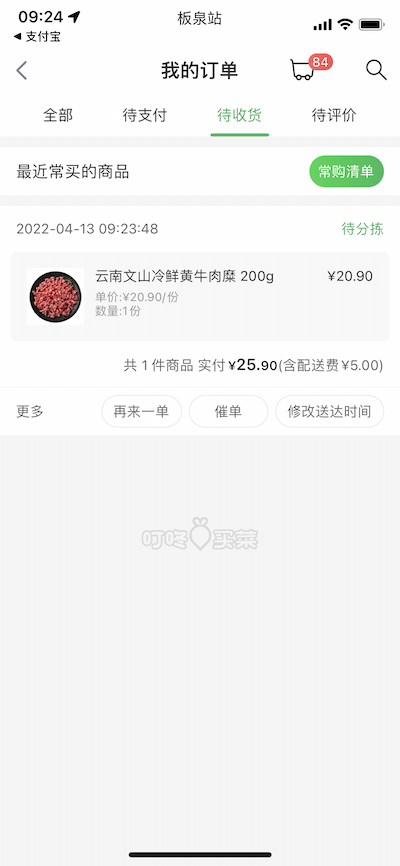 09:24
板泉站
◀ 支付宝
我的订单
84
全部 待支付 待收货 待评价
最近常买的商品
常购清单
2022-04-13 09:23:48
待分拣
云南文山冷鲜黄牛肉糜 200g
¥20.90
单价:¥20.90/份
数量:1份
共 1 件商品 实付 ¥25.90(含配送费 ¥5.00)
更多
再来一单
催单
修改送达时间
叮咚买菜